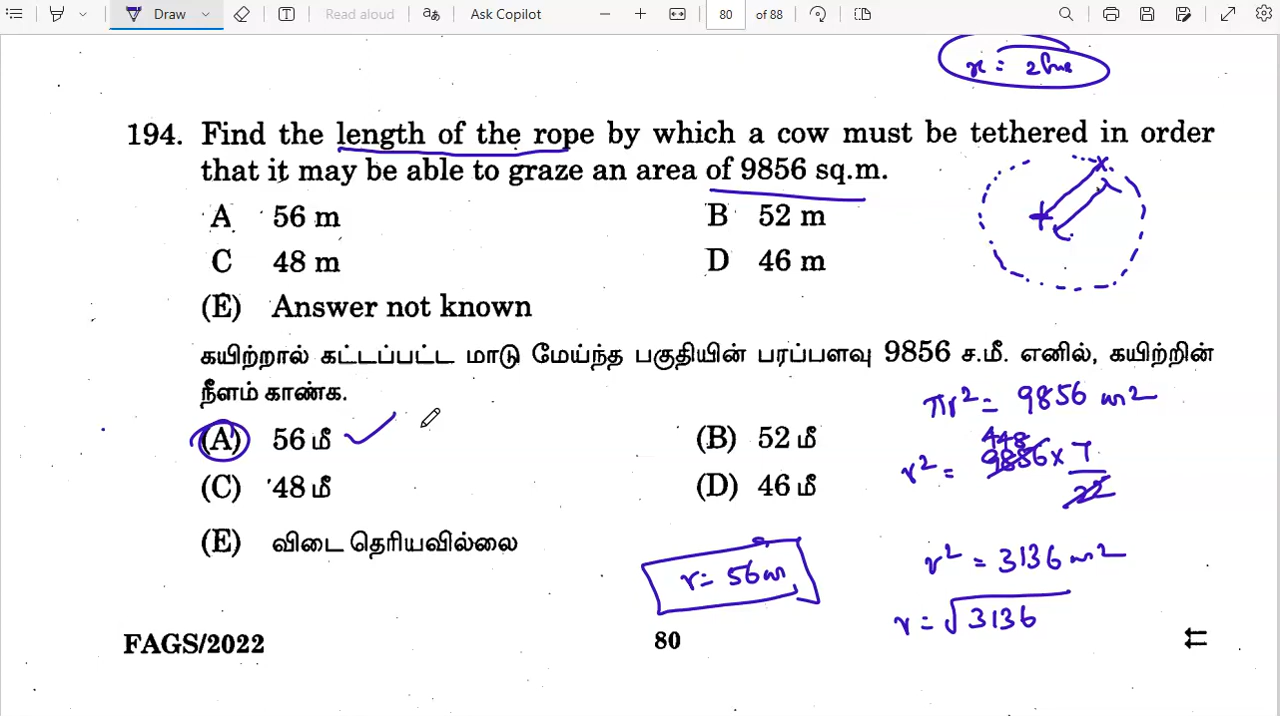 Draw
Read aloud
Ask Copilot
80 of 88
r = 28m
194. Find the length of the rope by which a cow must be tethered in order
that it may be able to graze an area of 9856 sq.m.
A 56 m
B 52 m
C 48 m
D 46 m
(E) Answer not known
கயிற்றால் கட்டப்பட்ட மாடு மேய்ந்த பகுதியின் பரப்பளவு 9856 ச.மீ. எனில், கயிற்றின்
நீளம் காண்க.
πr² = 9856 m²
(A) 56 மீ
(B) 52 மீ
448
r² = 9856 × 7
22
(C) 48 மீ
(D) 46 மீ
(E) விடை தெரியவில்லை
r² = 3136 m²
r = 56m
r = √3136
FAGS/2022
80